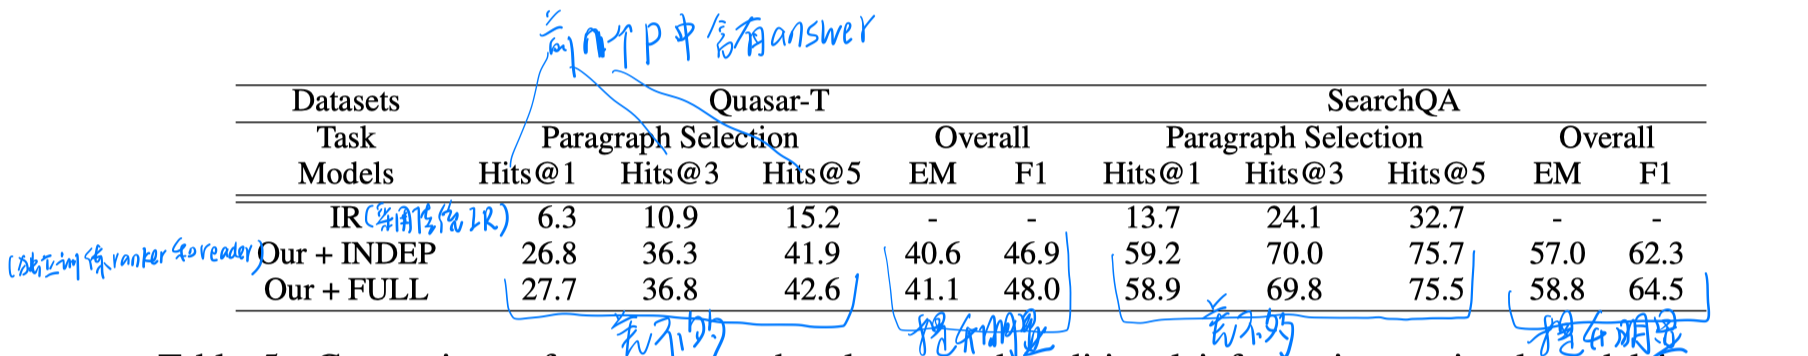 前n个P中含有answer
Datasets Quasar-T SearchQA
Task Paragraph Selection Overall Paragraph Selection Overall
Models Hits@1 Hits@3 Hits@5 EM F1 Hits@1 Hits@3 Hits@5 EM F1
IR(采用传统IR) 6.3 10.9 15.2 - - 13.7 24.1 32.7 - -
(独立训练ranker和reader) Our + INDEP 26.8 36.3 41.9 40.6 46.9 59.2 70.0 75.7 57.0 62.3
Our + FULL 27.7 36.8 42.6 41.1 48.0 58.9 69.8 75.5 58.8 64.5
差不多 提升明显 差不多 提升明显